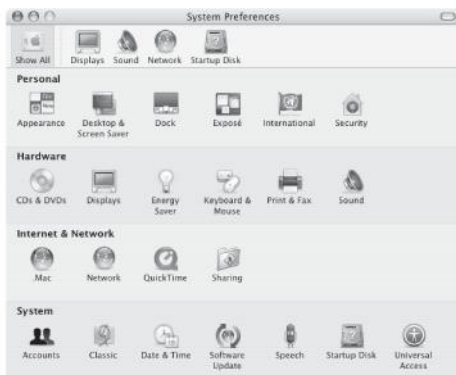 System Preferences
Show All Displays Sound Network Startup Disk
Personal
Appearance Desktop & Screen Saver Dock Exposé International Security
Hardware
CDs & DVDs Displays Energy Saver Keyboard & Mouse Print & Fax Sound
Internet & Network
.Mac Network QuickTime Sharing
System
Accounts Classic Date & Time Software Update Speech Startup Disk Universal Access